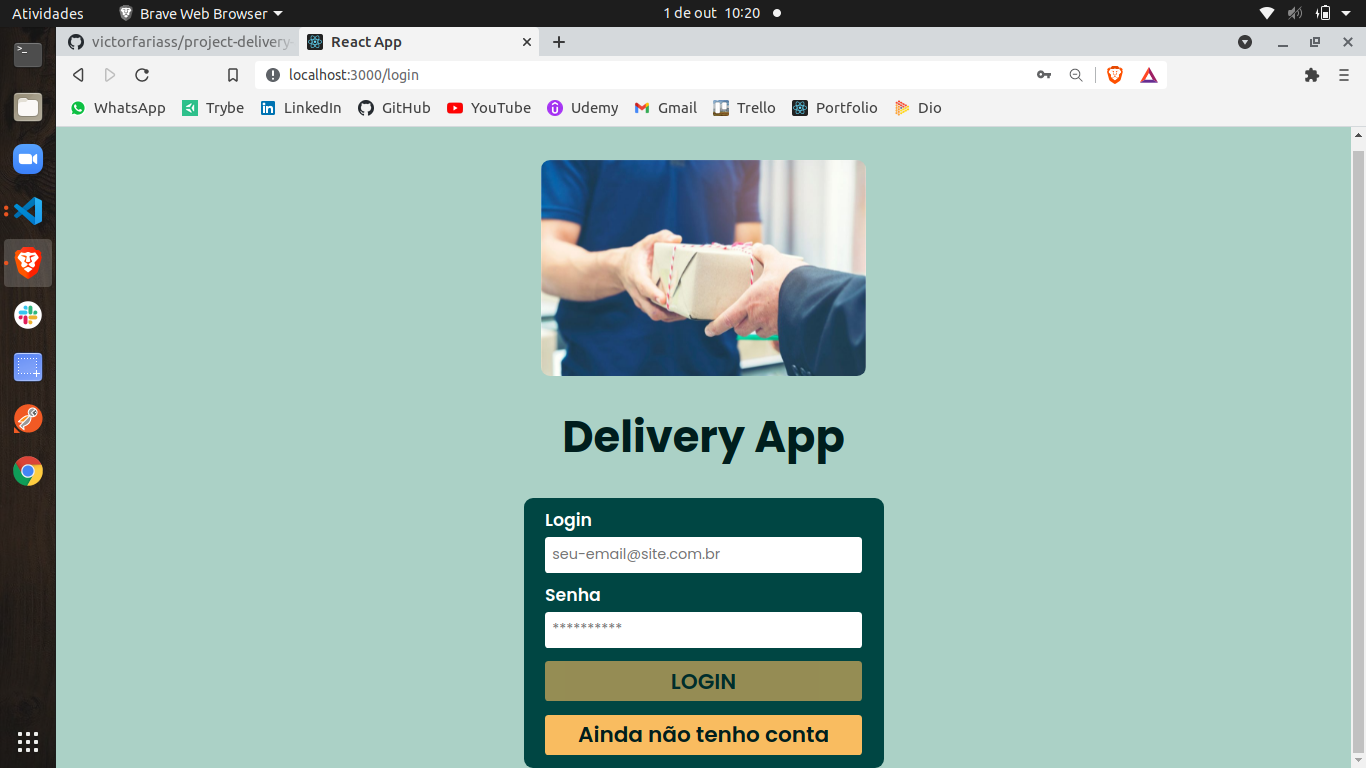 Atividades
Brave Web Browser
1 de out 10:20
victorfariass/project-delivery-
React App
localhost:3000/login
WhatsApp
Trybe
LinkedIn
GitHub
YouTube
Udemy
Gmail
Trello
Portfolio
Dio
Delivery App
Login
seu-email@site.com.br
Senha
**********
LOGIN
Ainda não tenho conta